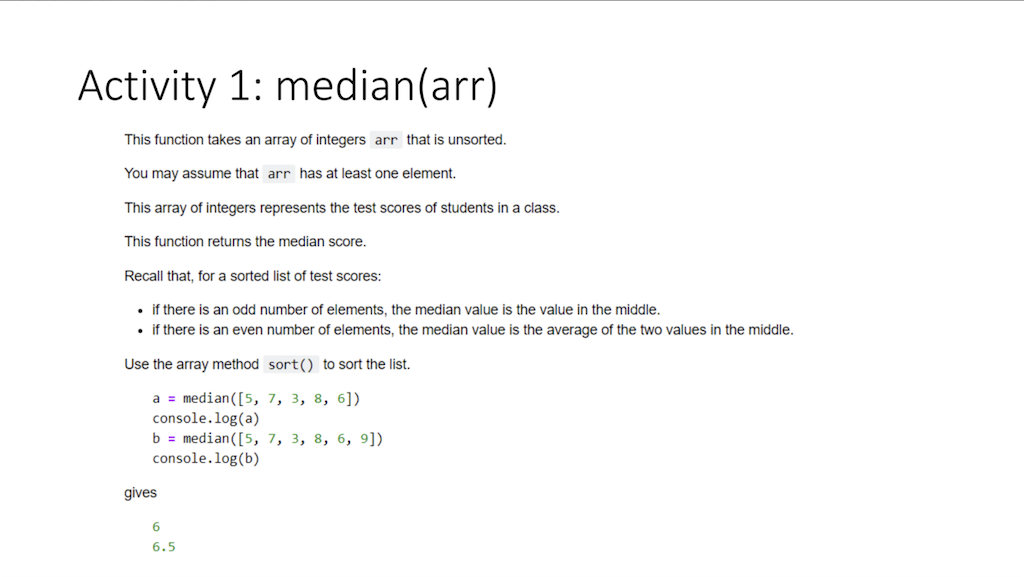 Activity 1: median(arr)
This function takes an array of integers arr that is unsorted.
You may assume that arr has at least one element.
This array of integers represents the test scores of students in a class.
This function returns the median score.
Recall that, for a sorted list of test scores:
• if there is an odd number of elements, the median value is the value in the middle.
• if there is an even number of elements, the median value is the average of the two values in the middle.
Use the array method sort() to sort the list.
a = median([5, 7, 3, 8, 6])
console.log(a)
b = median([5, 7, 3, 8, 6, 9])
console.log(b)
gives
6
6.5